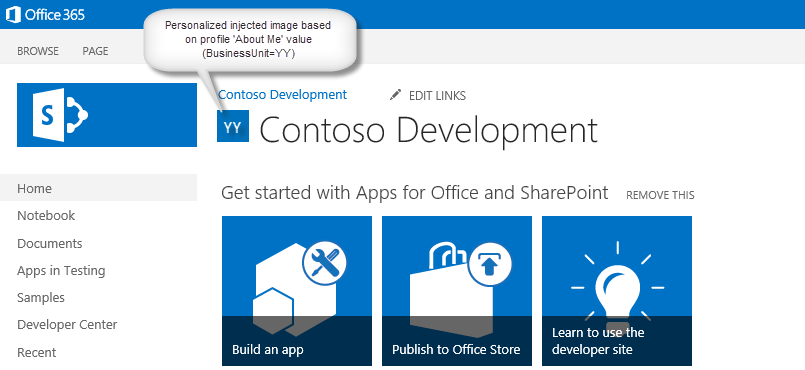 Office 365
Personalized injected image based
on profile 'About Me' value
(BusinessUnit=YY)
BROWSE PAGE
Contoso Development EDIT LINKS
S
YY Contoso Development
Home
Notebook
Documents
Apps in Testing
Samples
Developer Center
Recent
Get started with Apps for Office and SharePoint REMOVE THIS
Build an app
Publish to Office Store
Learn to use the
developer site